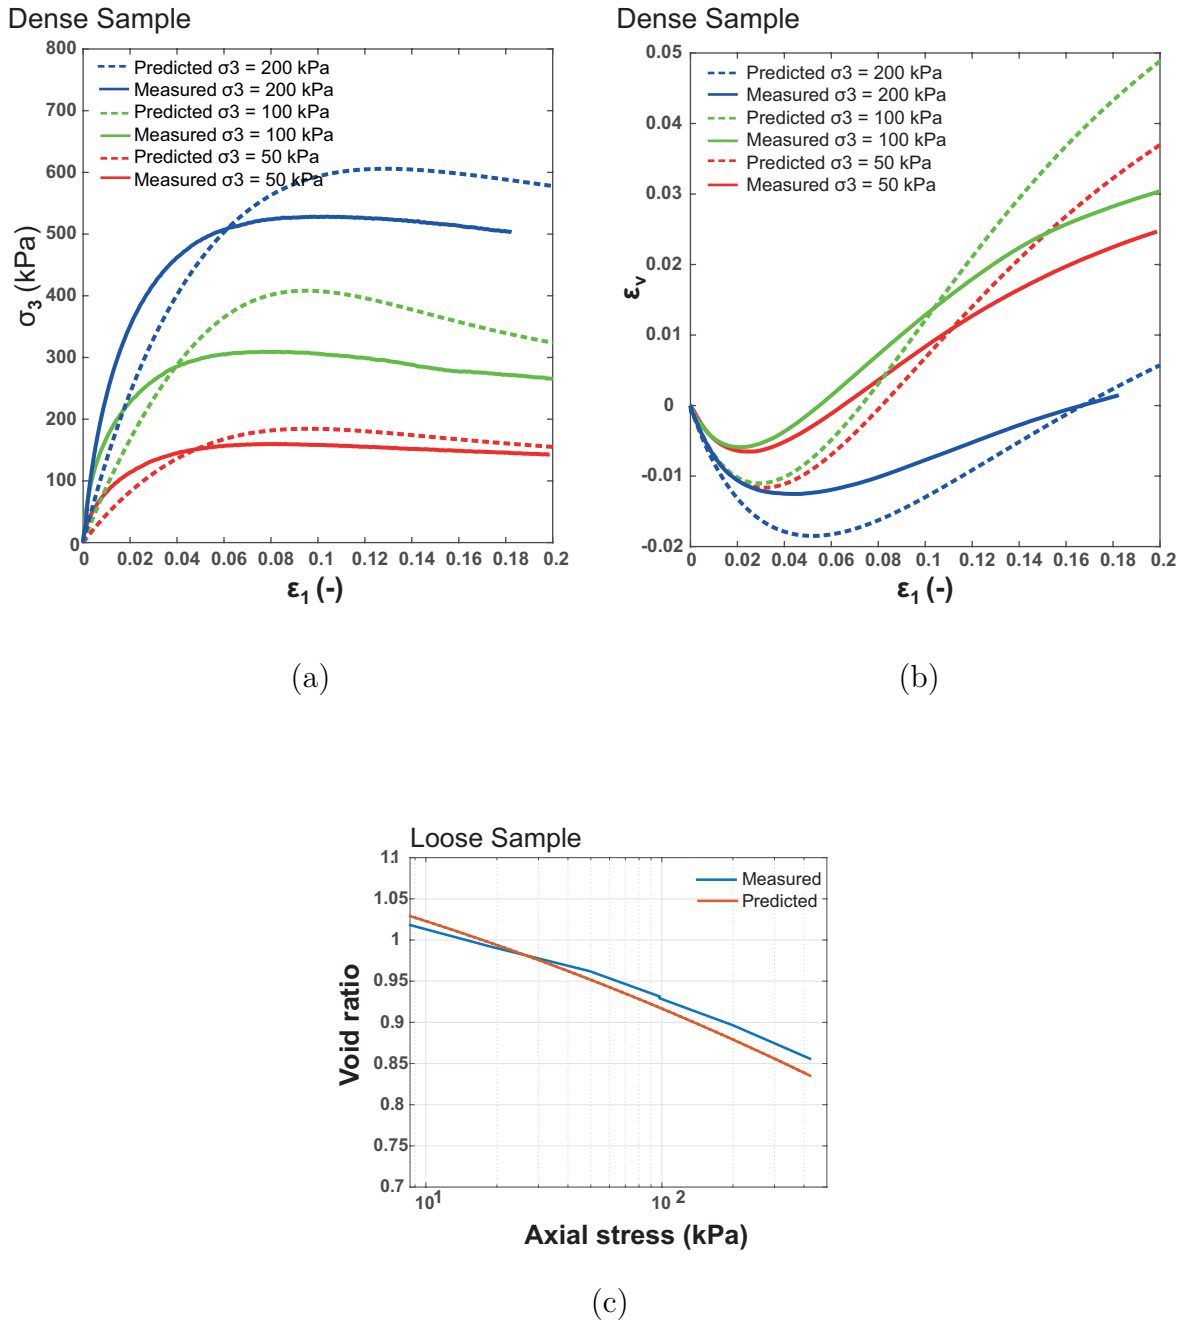 Dense Sample
800
700
600
500
400
300
200
100
0
σ3 (kPa)
Predicted σ3 = 200 kPa
Measured σ3 = 200 kPa
Predicted σ3 = 100 kPa
Measured σ3 = 100 kPa
Predicted σ3 = 50 kPa
Measured σ3 = 50 kPa
0 0.02 0.04 0.06 0.08 0.1 0.12 0.14 0.16 0.18 0.2
ε1 (-)
(a)
Dense Sample
0.05
0.04
0.03
0.02
0.01
0
-0.01
-0.02
εv
Predicted σ3 = 200 kPa
Measured σ3 = 200 kPa
Predicted σ3 = 100 kPa
Measured σ3 = 100 kPa
Predicted σ3 = 50 kPa
Measured σ3 = 50 kPa
0 0.02 0.04 0.06 0.08 0.1 0.12 0.14 0.16 0.18 0.2
ε1 (-)
(b)
Loose Sample
11
1.05
1
0.95
0.9
0.85
0.8
0.75
0.7
Void ratio
Measured
Predicted
10^1 10^2
Axial stress (kPa)
(c)